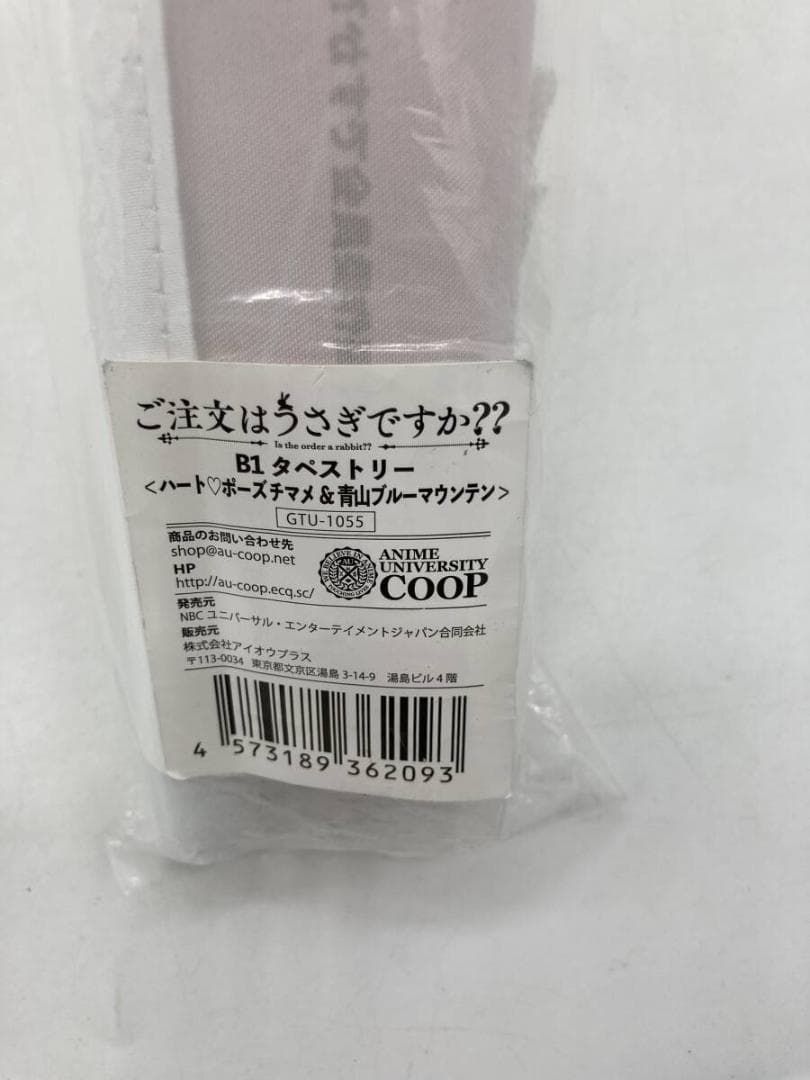 ご注文はうさぎですか??
Is the order a rabbit??
B1 タペストリー
<ハート♡ポーズチマメ&青山ブルーマウンテン>
GTU-1055
商品のお問い合わせ先
shop@au-coop.net
HP
http://au-coop.ecq.sc/
ANIME
UNIVERSITY
COOP
発売元
NBC ユニバーサル・エンターテイメントジャパン合同会社
販売元
株式会社アイオウプラス
〒113-0034 東京都文京区湯島 3-14-9 湯島ビル 4 階
4 573189 362093